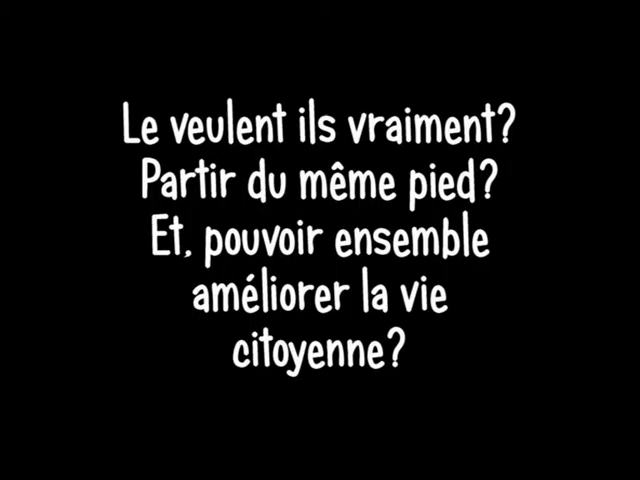 Le veulent ils vraiment?
Partir du même pied?
Et, pouvoir ensemble
améliorer la vie
citoyenne?